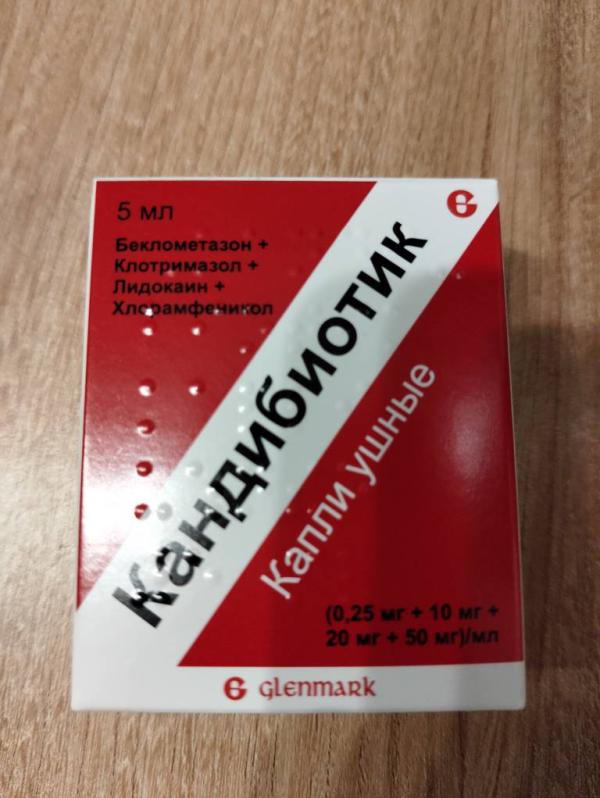 5 мл
Беклометазон +
Клотримазол +
Лидокаин +
Хлорамфеникол
Кандибиотик
Капли ушные
(0,25 мг + 10 мг +
20 мг + 50 мг)/мл
G GLENMARK